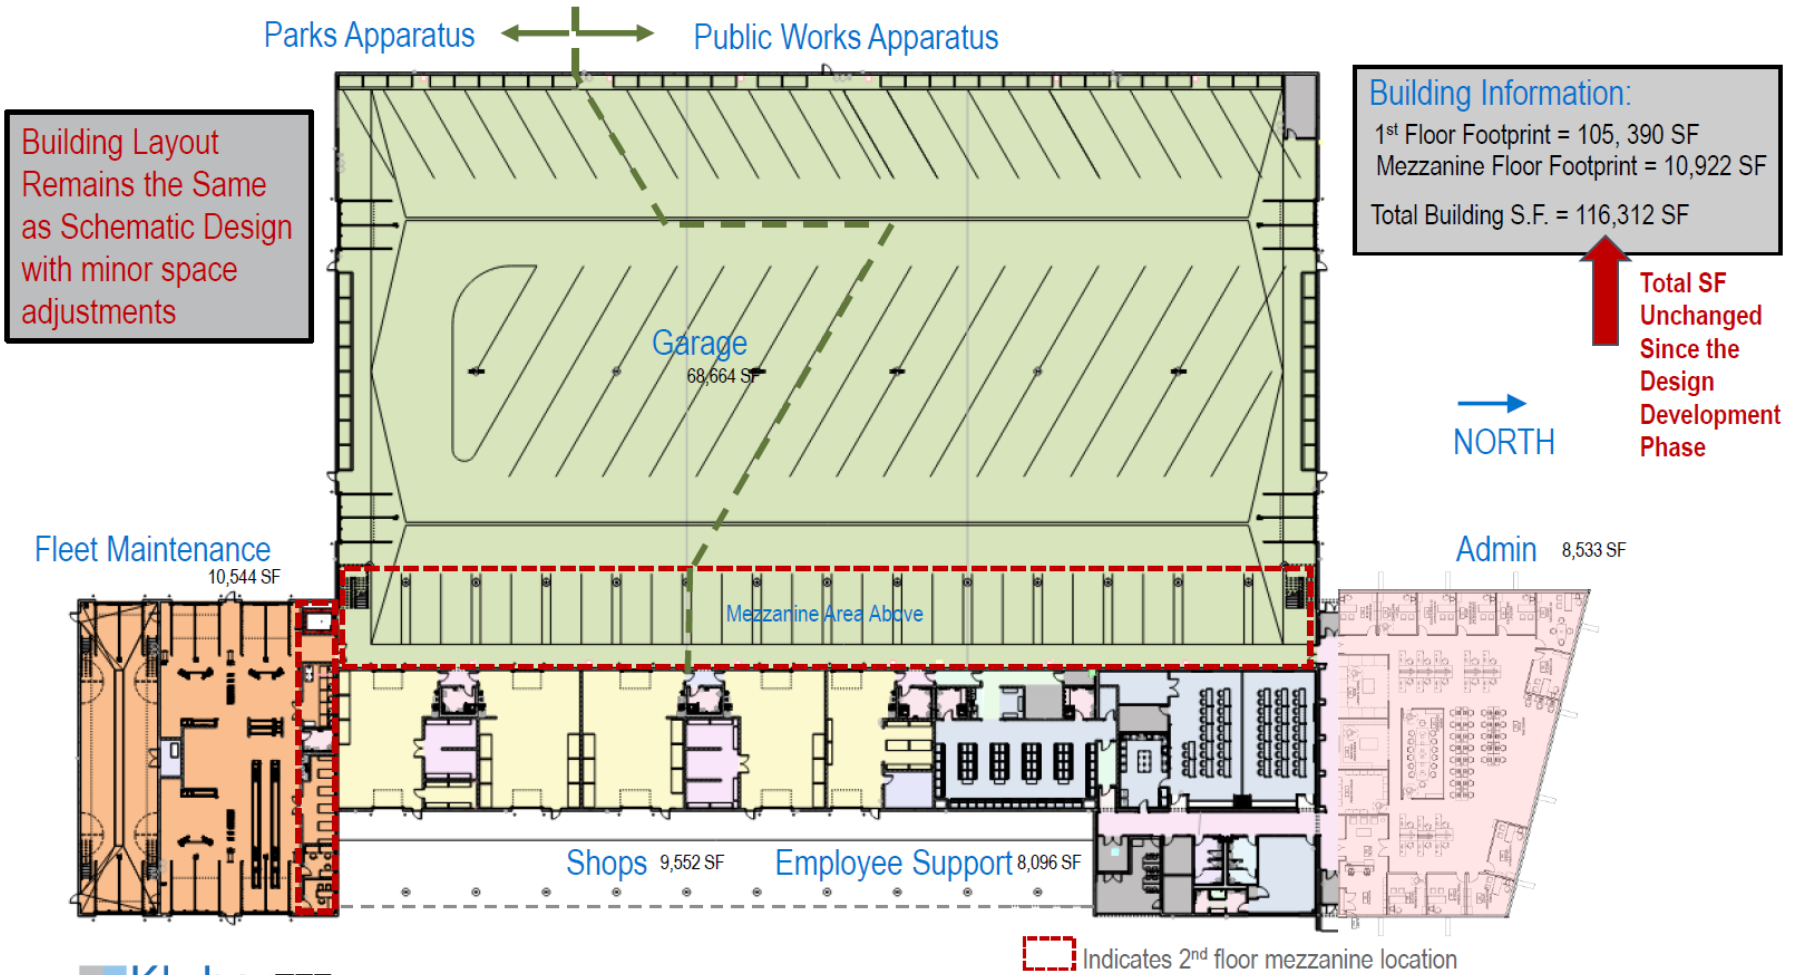 Parks Apparatus
Public Works Apparatus
Building Layout
Remains the Same
as Schematic Design
with minor space
adjustments
Building Information:
1st Floor Footprint = 105, 390 SF
Mezzanine Floor Footprint = 10,922 SF
Total Building S.F. = 116,312 SF
Total SF
Unchanged
Since the
Design
Development
Phase
Garage
68,664 SF
NORTH
Fleet Maintenance
10,544 SF
Admin 8,533 SF
Mezzanine Area Above
Shops 9,552 SF
Employee Support 8,096 SF
Indicates 2nd floor mezzanine location